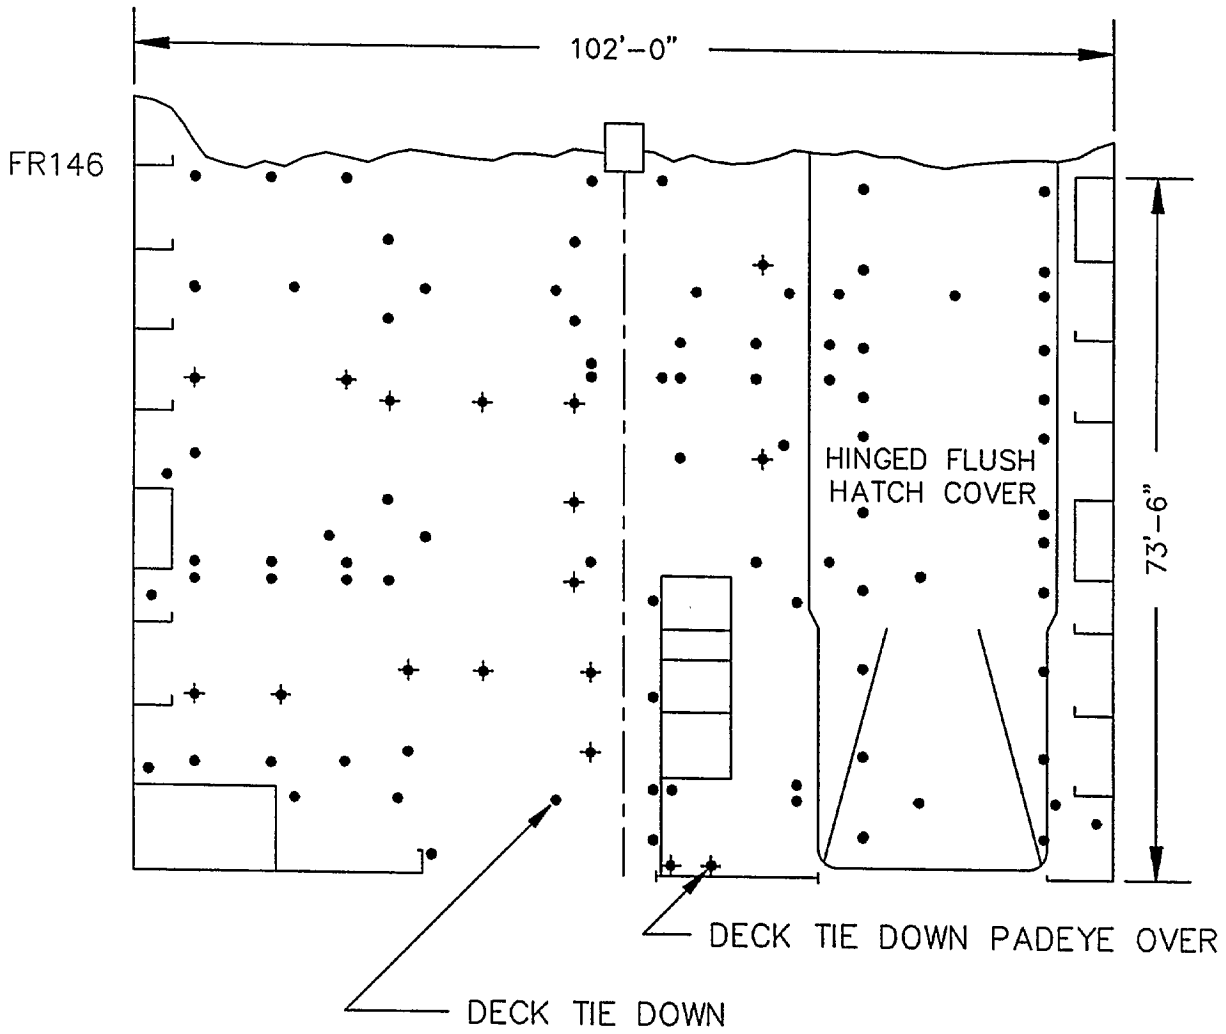 102'-0"
FR146
HINGED FLUSH
HATCH COVER
73'-6"
DECK TIE DOWN PADEYE OVER
DECK TIE DOWN